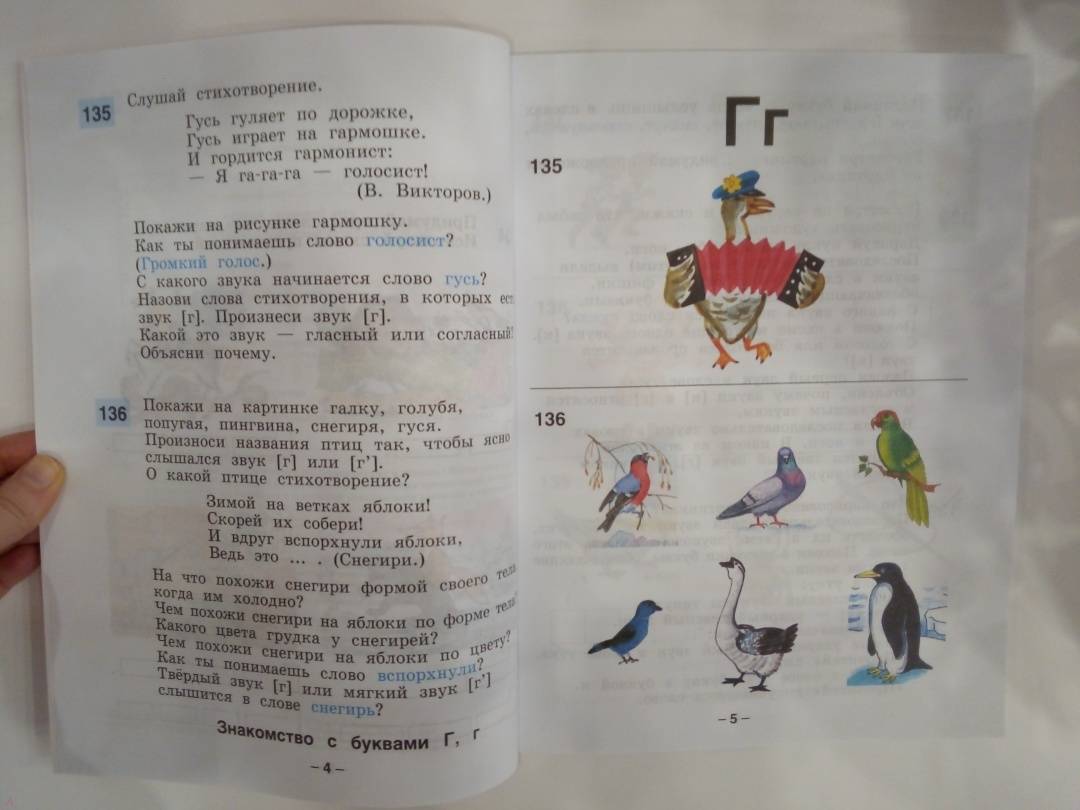 135
Слушай стихотворение.
Гусь гуляет по дорожке,
Гусь играет на гармошке.
И гордится гармонист:
— Я га-га-га — голосист!
(В. Викторов.)
Покажи на рисунке гармошку.
Как ты понимаешь слово голосист?
(Громкий голос.)
С какого звука начинается слово гусь?
Назови слова стихотворения, в которых ес
звук [г]. Произнеси звук [г].
Какой это звук — гласный или согласный
Объясни почему.
136
Покажи на картинке галку, голубя,
попугая, пингвина, снегиря, гуся.
Произноси названия птиц так, чтобы ясно
слышался звук [г] или [г’].
О какой птице стихотворение?
Зимой на ветках яблоки!
Скорей их собери!
И вдруг вспорхнули яблоки,
Ведь это ... . (Снегири.)
На что похожи снегири формой своего тела
когда им холодно?
Чем похожи снегири на яблоки по форме тела
Какого цвета грудка у снегирей?
Чем похожи снегири на яблоки по цвету?
Как ты понимаешь слово вспорхнули?
Твёрдый звук [г] или мягкий звук [г’]
слышится в слове снегирь?
Знакомство с буквами Г, г
– 4 –
Гг
135
136
– 5 –